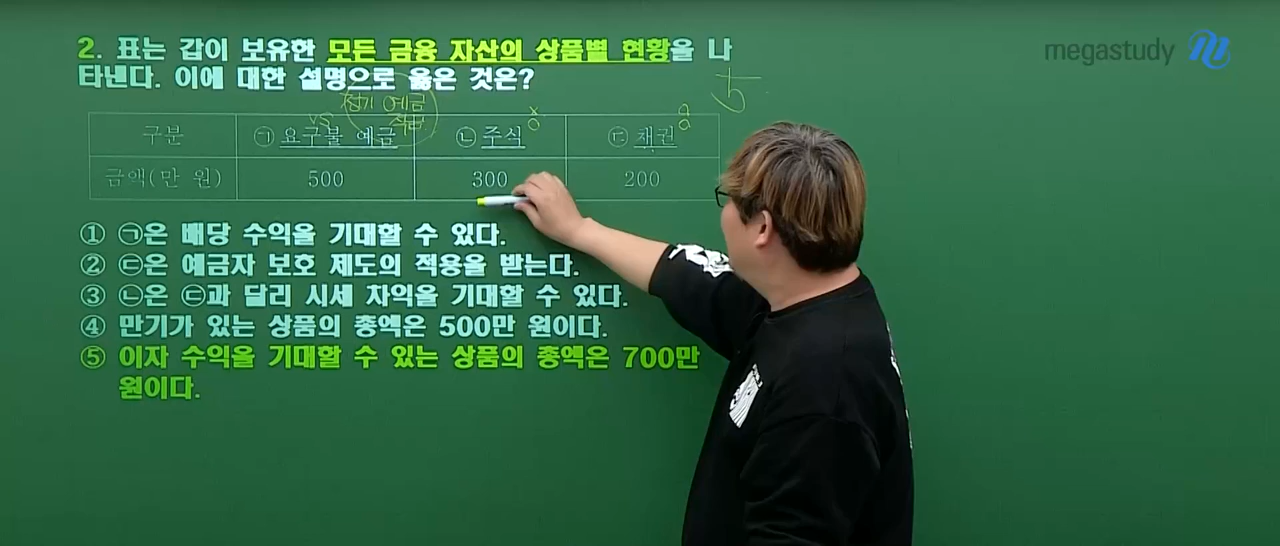 megastudy
2. 표는 갑이 보유한 모든 금융 자산의 상품별 현황을 나
타낸다. 이에 대한 설명으로 옳은 것은?
정기 예금
vs 적금
구분 ㉠ 요구불 예금 ㉡ 주식 ㉢ 채권
금액(만 원) 500 300 200
① ㉠은 배당 수익을 기대할 수 있다.
② ㉢은 예금자 보호 제도의 적용을 받는다.
③ ㉡은 ㉢과 달리 시세 차익을 기대할 수 있다.
④ 만기가 있는 상품의 총액은 500만 원이다.
⑤ 이자 수익을 기대할 수 있는 상품의 총액은 700만
원이다.